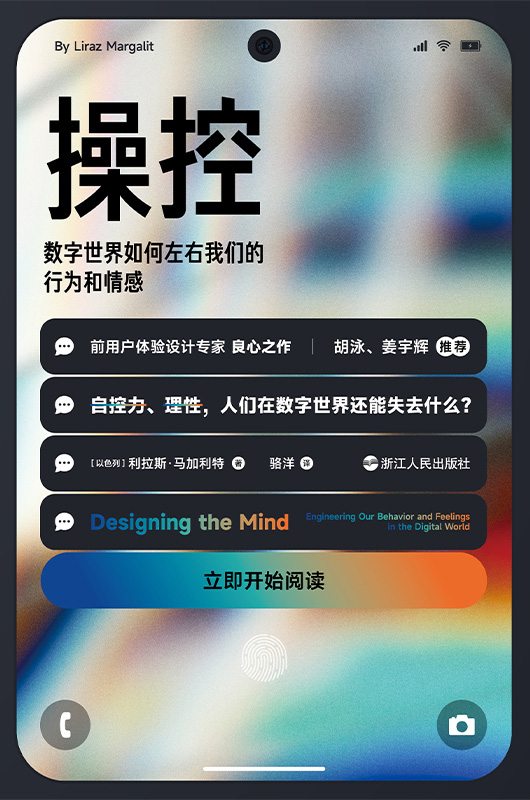 By Liraz Margalit
操控
数字世界如何左右我们的
行为和情感
前用户体验设计专家 良心之作 | 胡泳、姜宇辉 推荐
自控力、理性，人们在数字世界还能失去什么？
[以色列] 利拉斯·马加利特 著 骆洋 译 浙江人民出版社
Designing the Mind Engineering Our Behavior and Feelings
in the Digital World
立即开始阅读